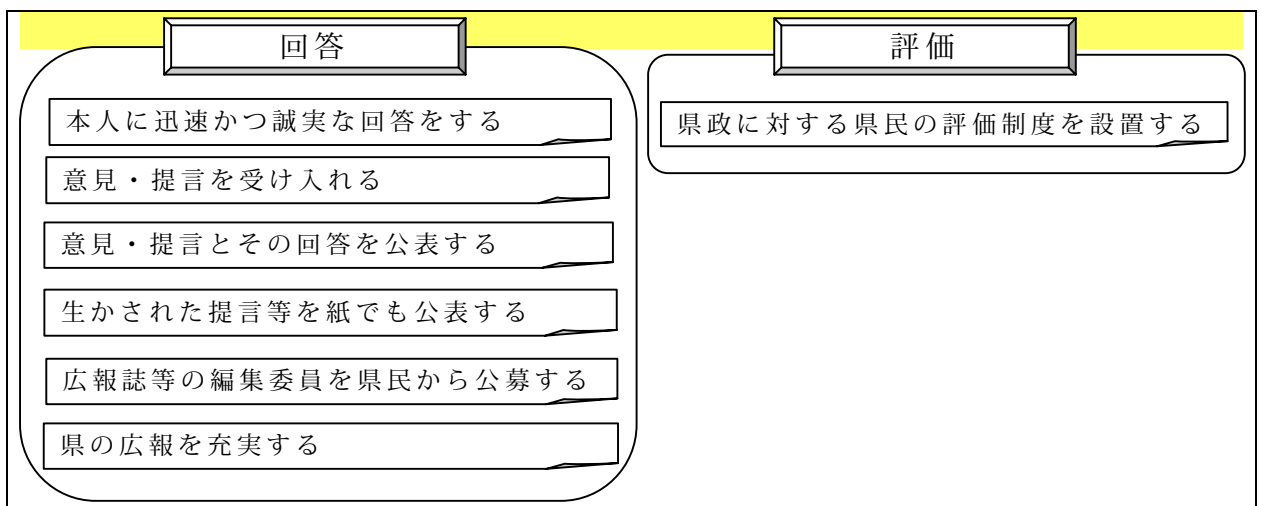 回答
本人に迅速かつ誠実な回答をする
意見・提言を受け入れる
意見・提言とその回答を公表する
生かされた提言等を紙でも公表する
広報誌等の編集委員を県民から公募する
県の広報を充実する
評価
県政に対する県民の評価制度を設置する